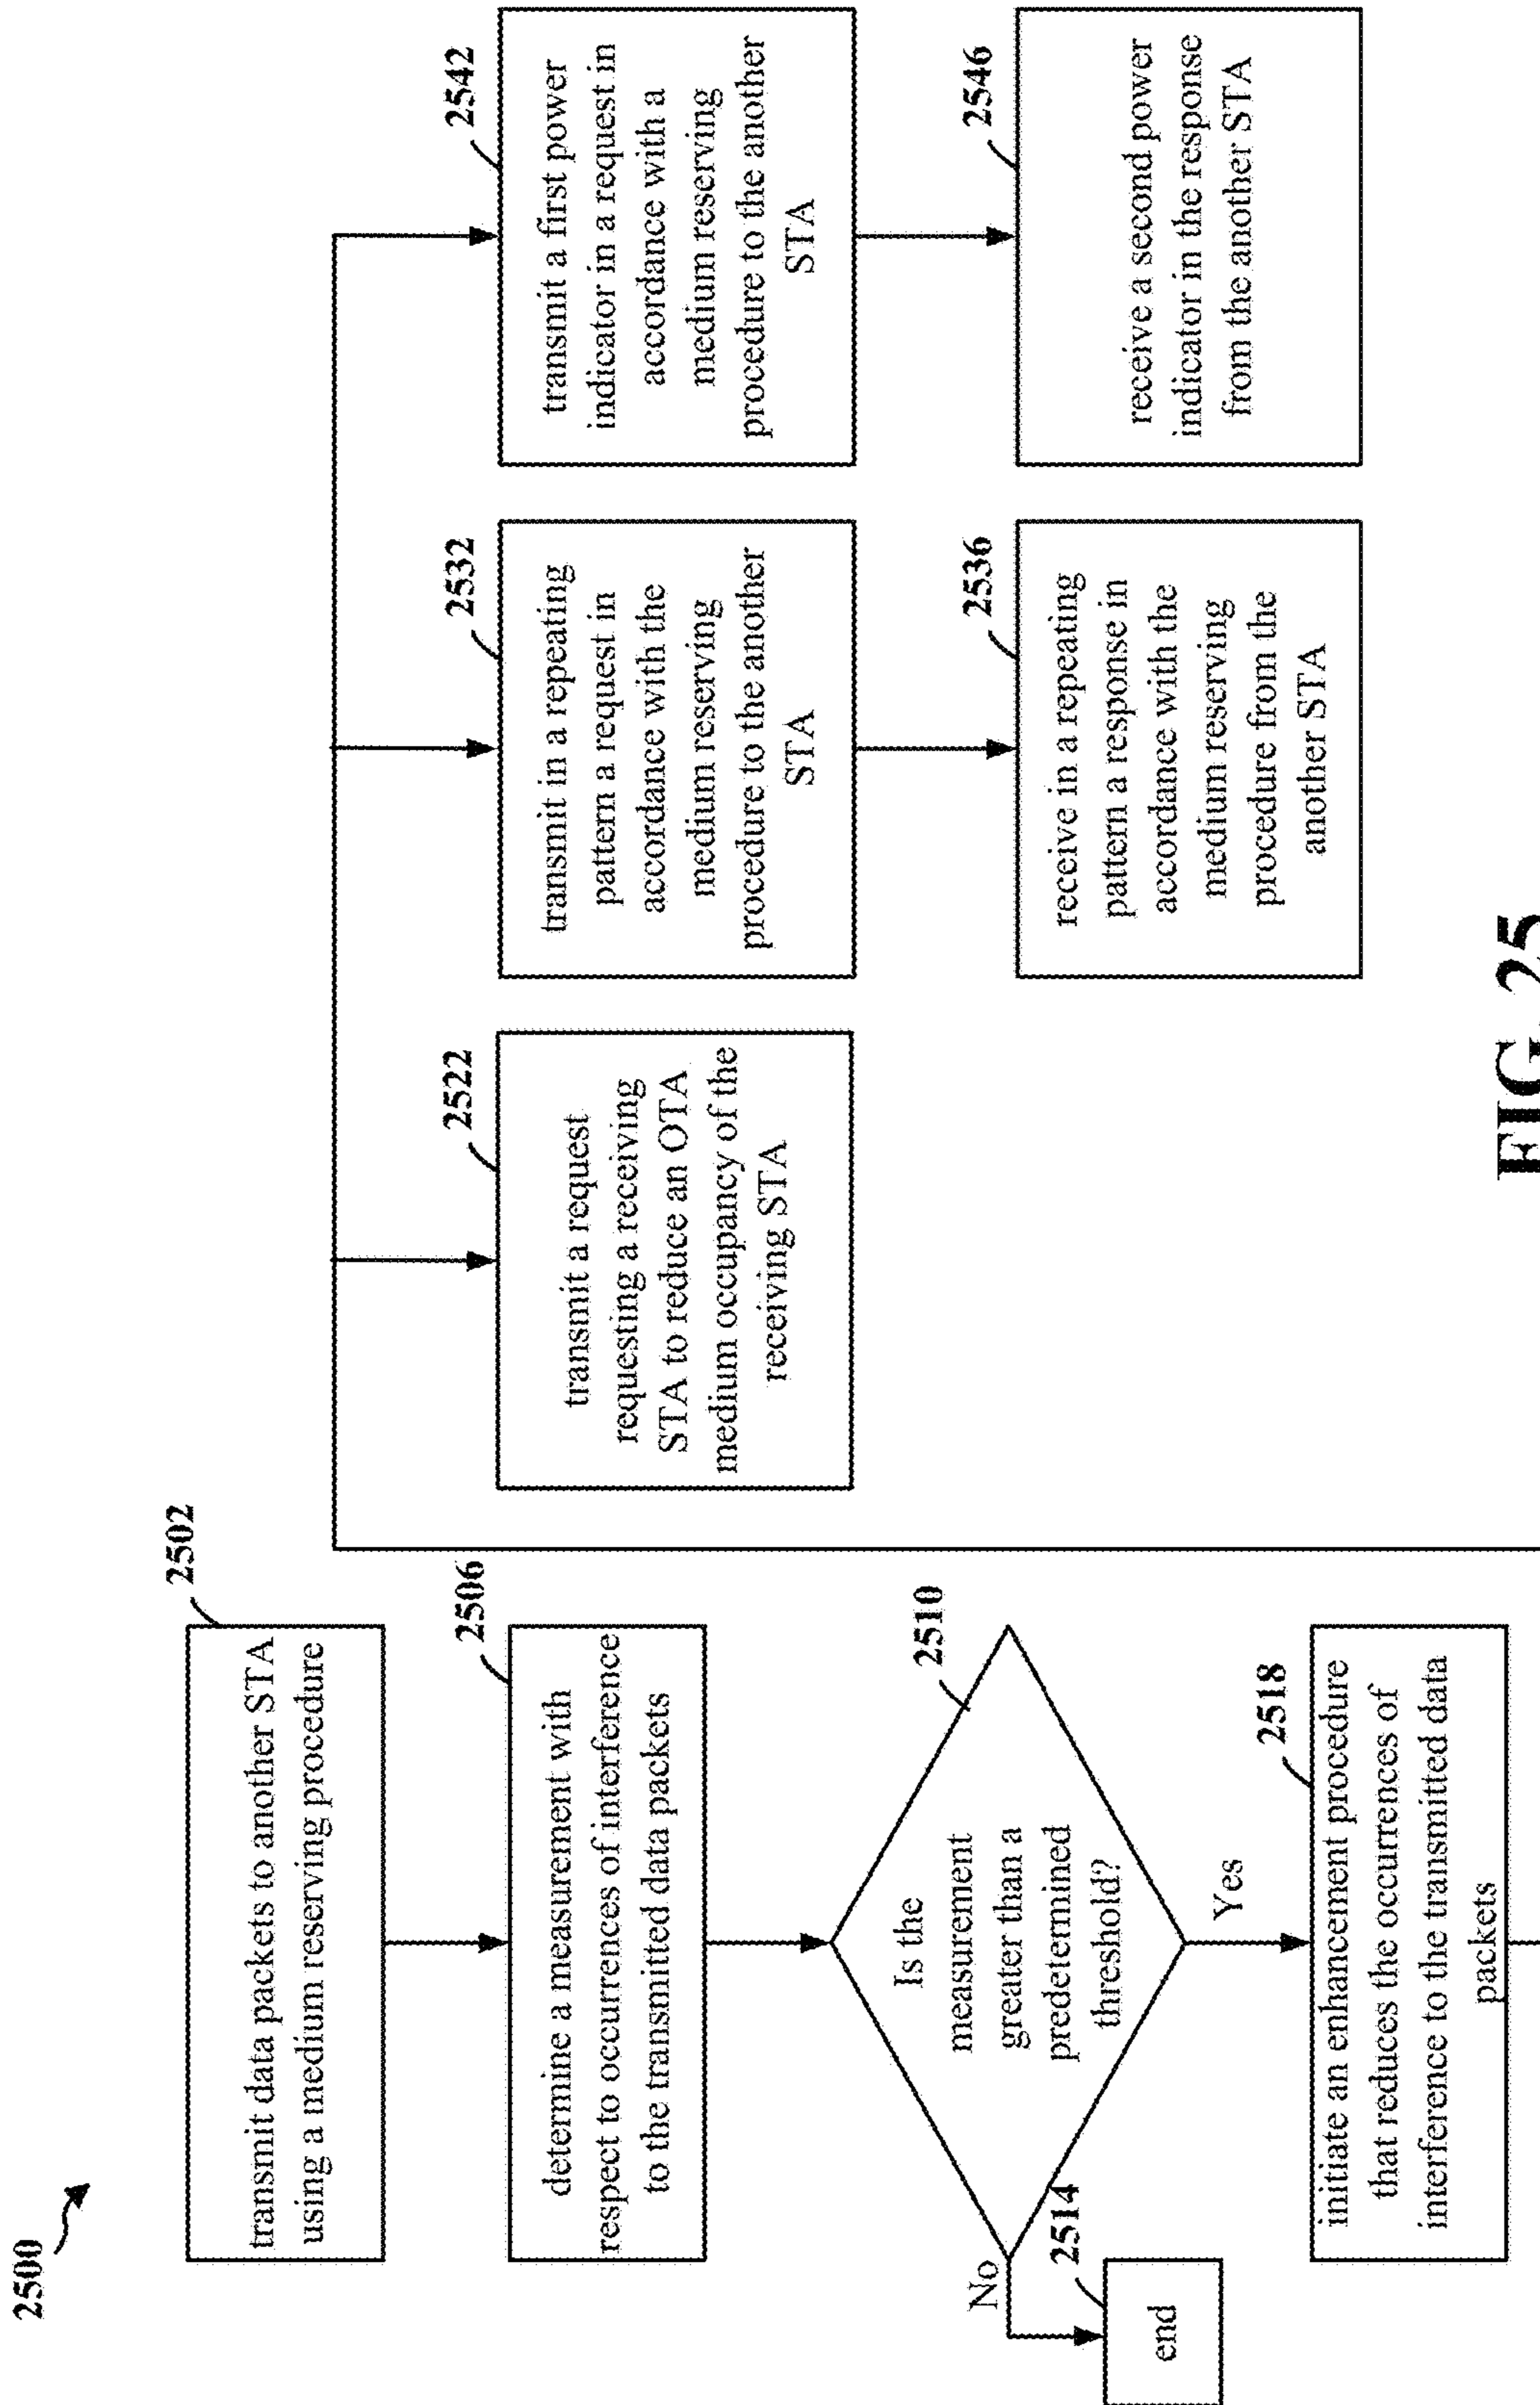 2500
2502
transmit data packets to another STA
using a medium reserving procedure
2506
determine a measurement with
respect to occurrences of interference
to the transmitted data packets
2510
Is the
measurement
greater than a
predetermined
threshold?
No
2514
end
Yes
2518
initiate an enhancement procedure
that reduces the occurrences of
interference to the transmitted data
packets
2522
transmit a request
requesting a receiving
STA to reduce an OTA
medium occupancy of the
receiving STA
2532
transmit in a repeating
pattern a request in
accordance with the
medium reserving
procedure to the another
STA
2536
receive in a repeating
pattern a response in
accordance with the
medium reserving
procedure from the
another STA
2542
transmit a first power
indicator in a request in
accordance with a
medium reserving
procedure to the another
STA
2546
receive a second power
indicator in the response
from the another STA
FIG. 25